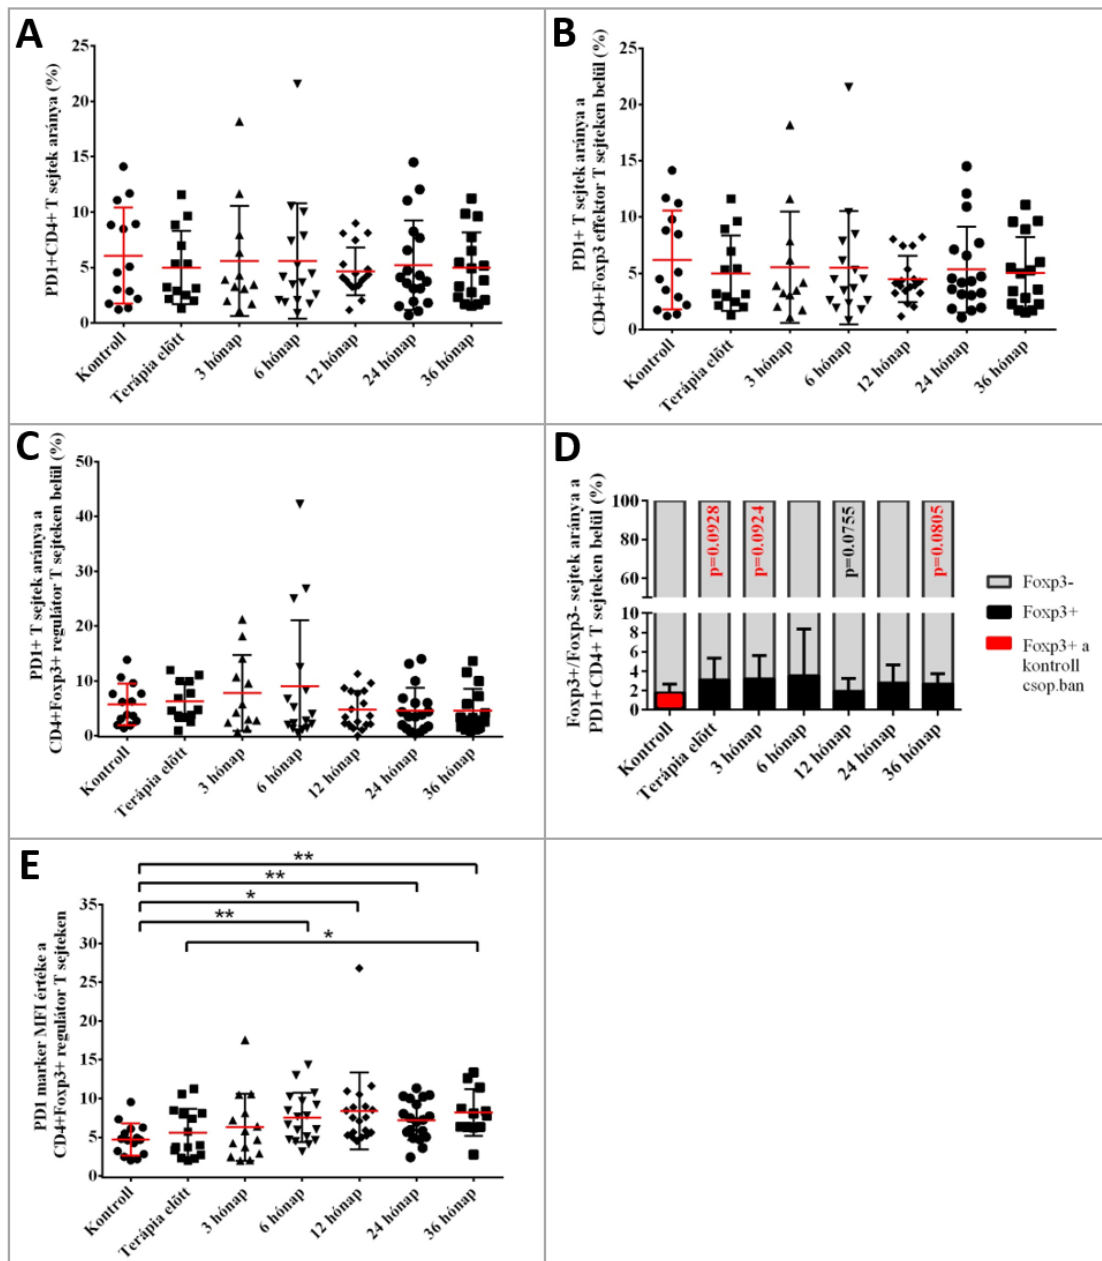 A
PD1+CD4+ T sejtek aránya (%)
25
20
15
10
5
0
Kontroll
Terápia előtt
3 hónap
6 hónap
12 hónap
24 hónap
36 hónap
B
PD1+ T sejtek aránya a
CD4+Foxp3 effektor T sejteken belül (%)
25
20
15
10
5
0
Kontroll
Terápia előtt
3 hónap
6 hónap
12 hónap
24 hónap
36 hónap
C
PD1+ T sejtek aránya a
CD4+Foxp3+ regulátor T sejteken belül (%)
50
40
30
20
10
0
Kontroll
Terápia előtt
3 hónap
6 hónap
12 hónap
24 hónap
36 hónap
D
Foxp3+/Foxp3- sejtek aránya a
PD1+CD4+ T sejteken belül (%)
100
80
60
10
8
6
4
2
0
p=0.0928
p=0.0924
p=0.0755
p=0.0805
Kontroll
Terápia előtt
3 hónap
6 hónap
12 hónap
24 hónap
36 hónap
Foxp3-
Foxp3+
Foxp3+ a
kontroll
csop.ban
E
PD1 marker MFI értéke a
CD4+Foxp3+ regulátor T sejteken
**
**
*
**
*
35
30
25
20
15
10
5
0
Kontroll
Terápia előtt
3 hónap
6 hónap
12 hónap
24 hónap
36 hónap